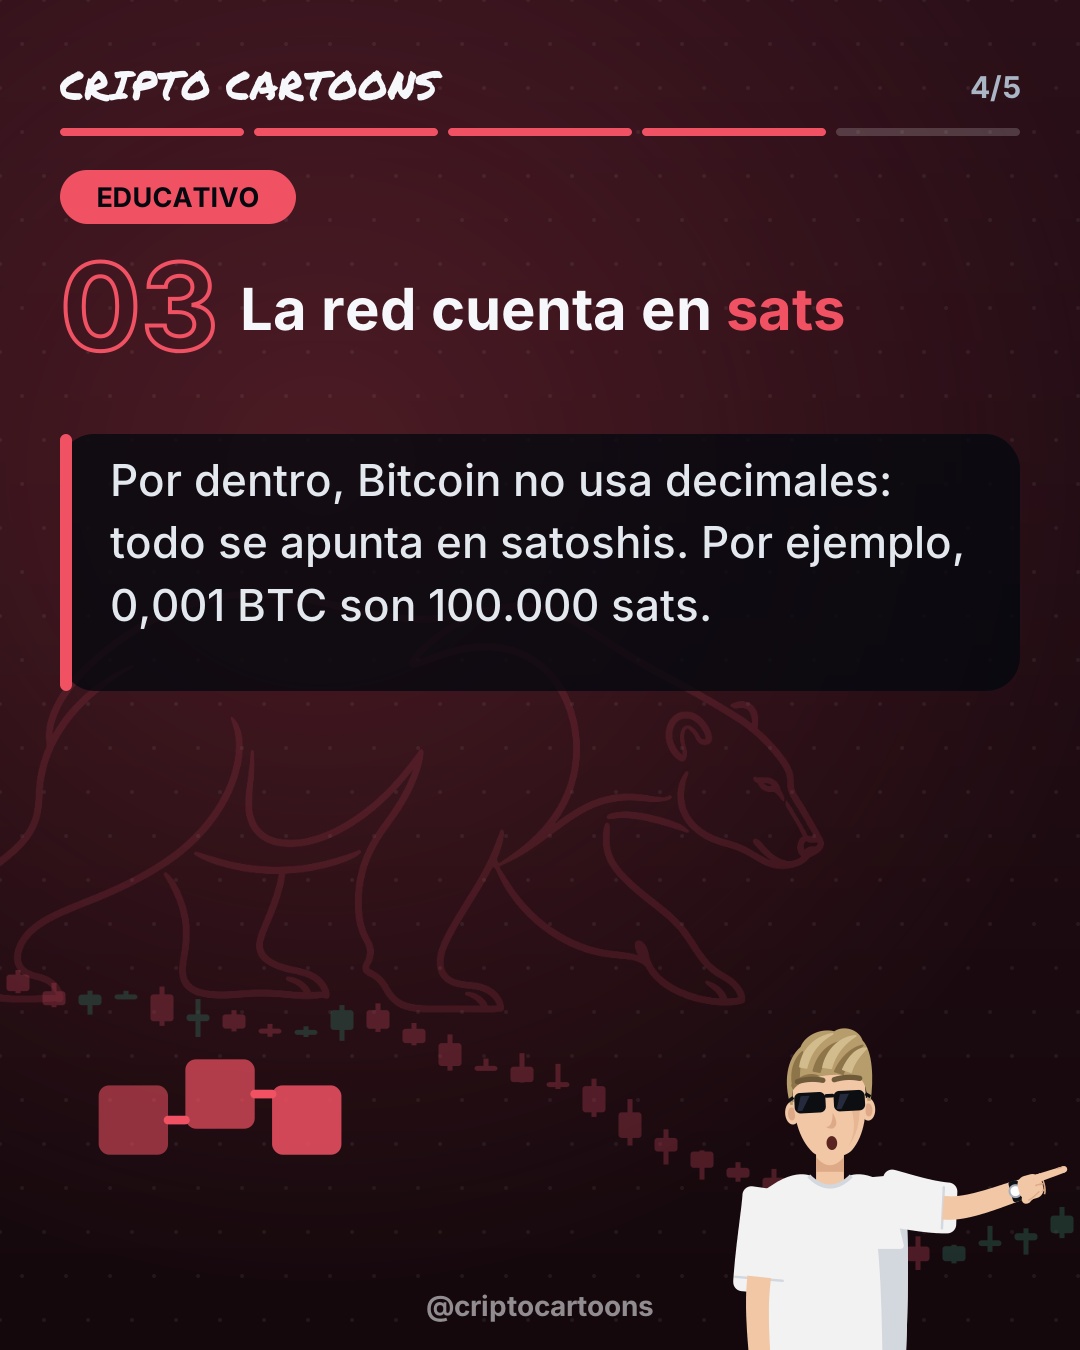 CRIPTO CARTOONS
4/5
EDUCATIVO
03 La red cuenta en sats
Por dentro, Bitcoin no usa decimales:
todo se apunta en satoshis. Por ejemplo,
0,001 BTC son 100.000 sats.
@criptocartoons